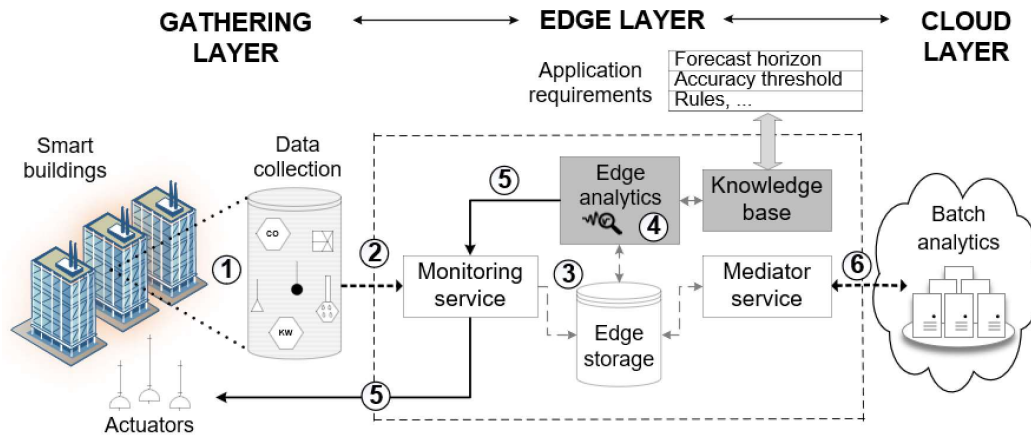 GATHERING
LAYER
EDGE LAYER
CLOUD
LAYER
Application
requirements
Forecast horizon
Accuracy threshold
Rules, ...
Smart
buildings
Data
collection
CO
KW
1
2
5
Edge
analytics
4
Knowledge
base
Monitoring
service
3
Edge
storage
Mediator
service
6
Batch
analytics
5
Actuators